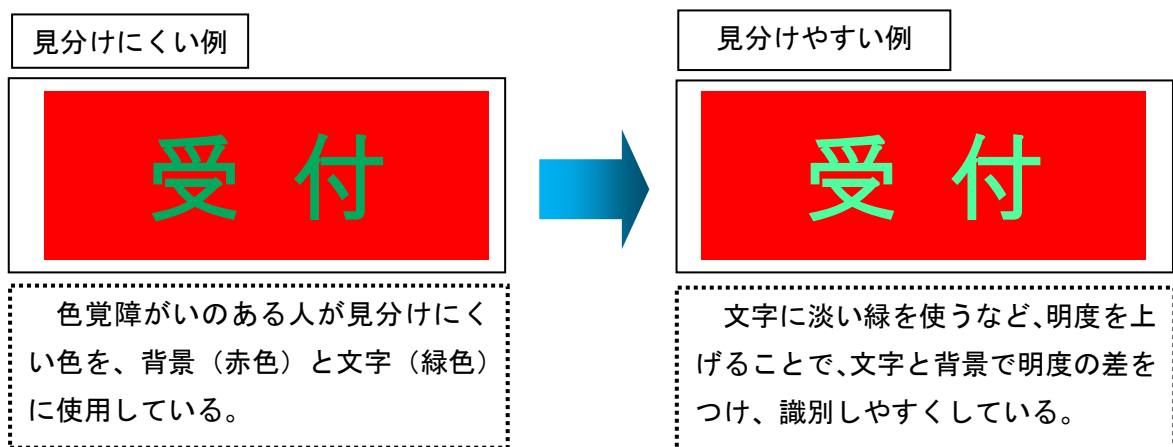 見分けにくい例
受付
色覚障がいのある人が見分けにく
い色を、背景（赤色）と文字（緑色）
に使用している。
見分けやすい例
受付
文字に淡い緑を使うなど、明度を上
げることで、文字と背景で明度の差を
つけ、識別しやすくしている。